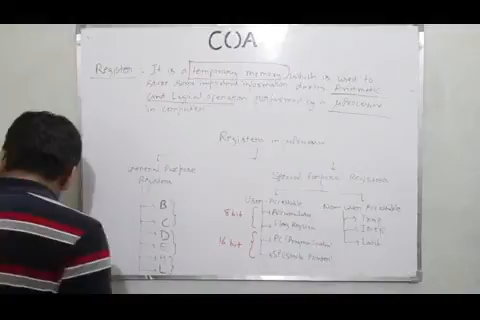 COA
Register : It is a temporary memory which is used to
store some important information during Arithmetic
and Logical operation performed by a uProcessor
in computer.
Registers in
General Purpose
Registers
B
C
D
E
H
L
Special Purpose Registers
User Accessible
8 bit
Accumulator
Flag Register
16 bit
PC (Program Counter)
SP (Stack Pointer)
Non User Accessible
Temp
Latch